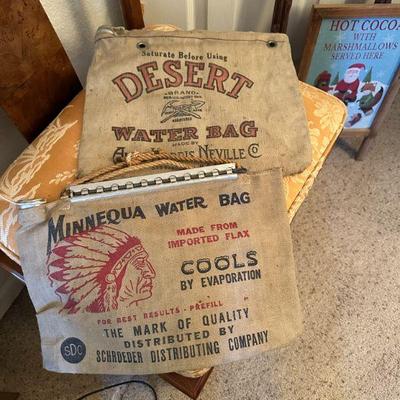 Saturate Before Using
DESERT
BRAND
WATER BAG
MADE BY
Neville Co
HOT COCOA
WITH
MARSHMALLOWS
SERVED HERE
MINNEQUA WATER BAG
MADE FROM
IMPORTED FLAX
COOLS
BY EVAPORATION
FOR BEST RESULTS - PREFILL
THE MARK OF QUALITY
DISTRIBUTED BY
SCHROEDER DISTRIBUTING COMPANY
SDC